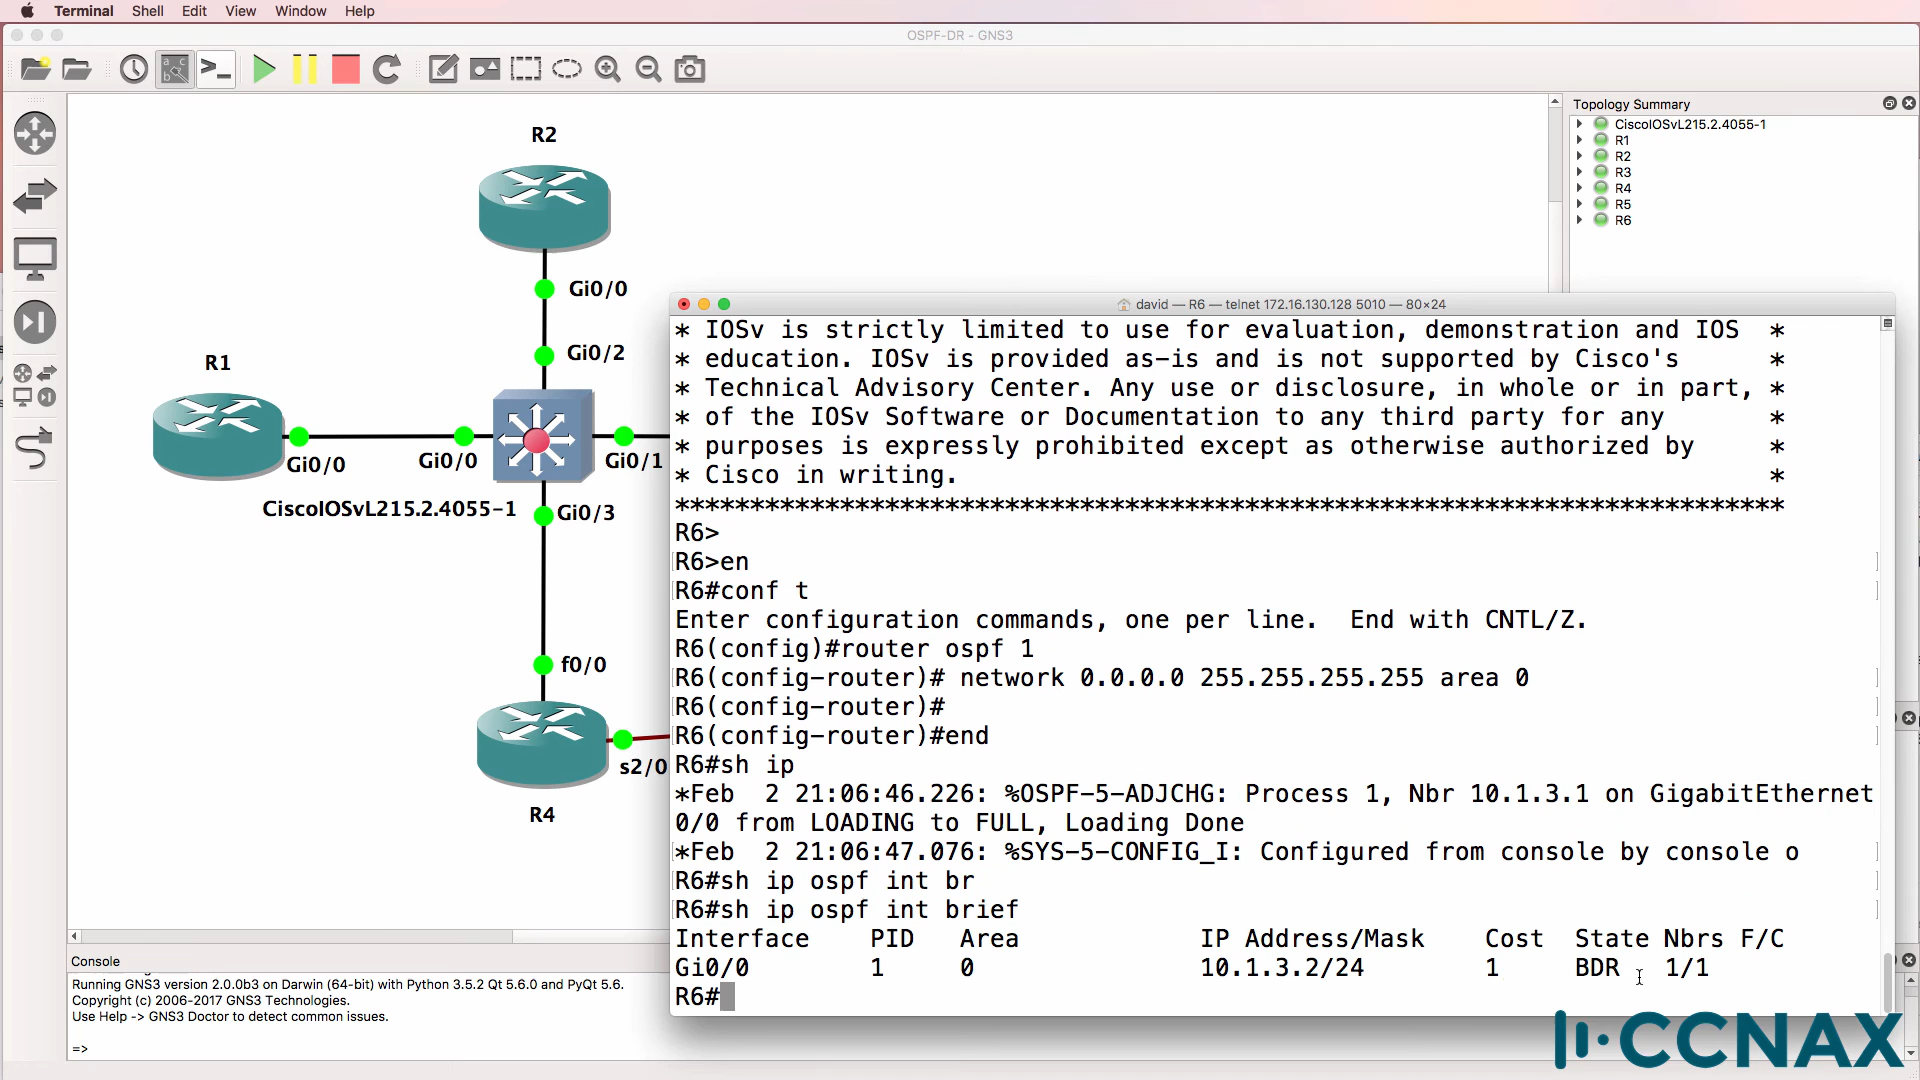 Terminal Shell Edit View Window Help
OSPF-DR - GNS3
Topology Summary
CiscoIOSvL215.2.4055-1
R1
R2
R3
R4
R5
R6
R2
Gi0/0
Gi0/2
R1
Gi0/0
Gi0/0
Gi0/1
CiscoIOSvL215.2.4055-1
Gi0/3
f0/0
s2/0
R4
david — R6 — telnet 172.16.130.128 5010 — 80×24
* IOSv is strictly limited to use for evaluation, demonstration and IOS *
* education. IOSv is provided as-is and is not supported by Cisco's *
* Technical Advisory Center. Any use or disclosure, in whole or in part, *
* of the IOSv Software or Documentation to any third party for any *
* purposes is expressly prohibited except as otherwise authorized by *
* Cisco in writing. *
**************************************************************************
R6>
R6>en
R6#conf t
Enter configuration commands, one per line. End with CNTL/Z.
R6(config)#router ospf 1
R6(config-router)# network 0.0.0.0 255.255.255.255 area 0
R6(config-router)#
R6(config-router)#end
R6#sh ip
*Feb 2 21:06:46.226: %OSPF-5-ADJCHG: Process 1, Nbr 10.1.3.1 on GigabitEthernet
0/0 from LOADING to FULL, Loading Done
*Feb 2 21:06:47.076: %SYS-5-CONFIG_I: Configured from console by console o
R6#sh ip ospf int br
R6#sh ip ospf int brief
Interface PID Area IP Address/Mask Cost State Nbrs F/C
Gi0/0 1 0 10.1.3.2/24 1 BDR 1/1
R6#
Console
Running GNS3 version 2.0.0b3 on Darwin (64-bit) with Python 3.5.2 Qt 5.6.0 and PyQt 5.6.
Copyright (c) 2006-2017 GNS3 Technologies.
Use Help -> GNS3 Doctor to detect common issues.
=>
CCNAX